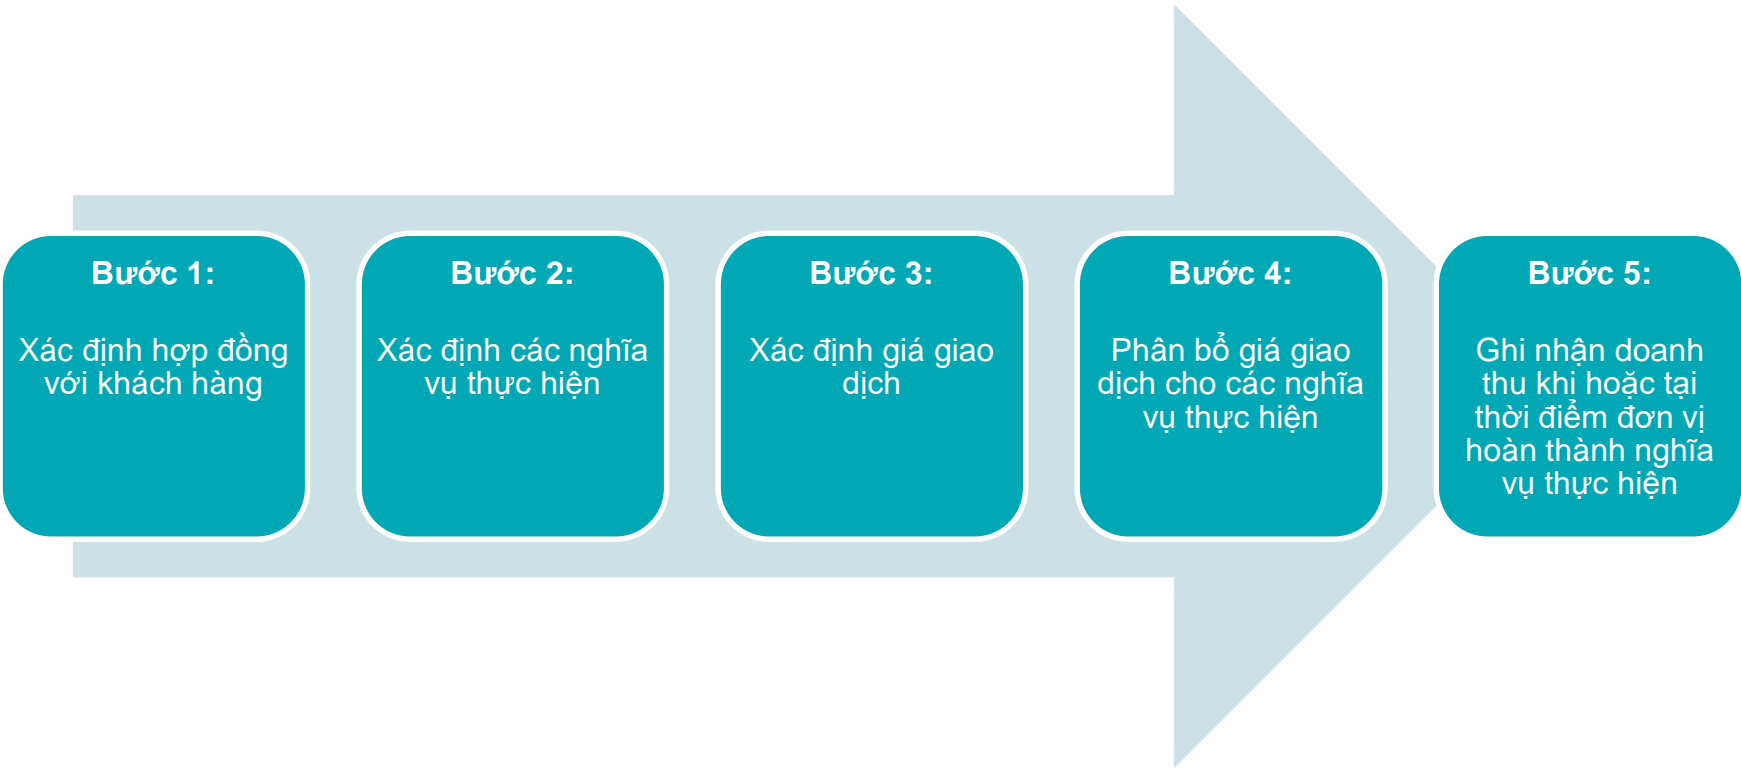 Bước 1:
Xác định hợp đồng
với khách hàng
Bước 2:
Xác định các nghĩa
vụ thực hiện
Bước 3:
Xác định giá giao
dịch
Bước 4:
Phân bổ giá giao
dịch cho các nghĩa
vụ thực hiện
Bước 5:
Ghi nhận doanh
thu khi hoặc tại
thời điểm đơn vị
hoàn thành nghĩa
vụ thực hiện